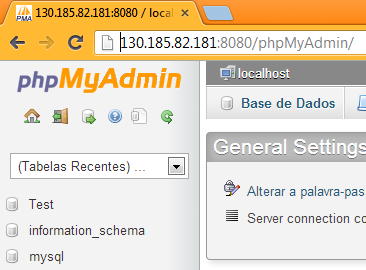 130.185.82.181:8080 / local
130.185.82.181:8080/phpMyAdmin/
phpMyAdmin
localhost
Base de Dados
General Settings
(Tabelas Recentes) ...
Alterar a palavra-pas
Server connection co
Test
information_schema
mysql